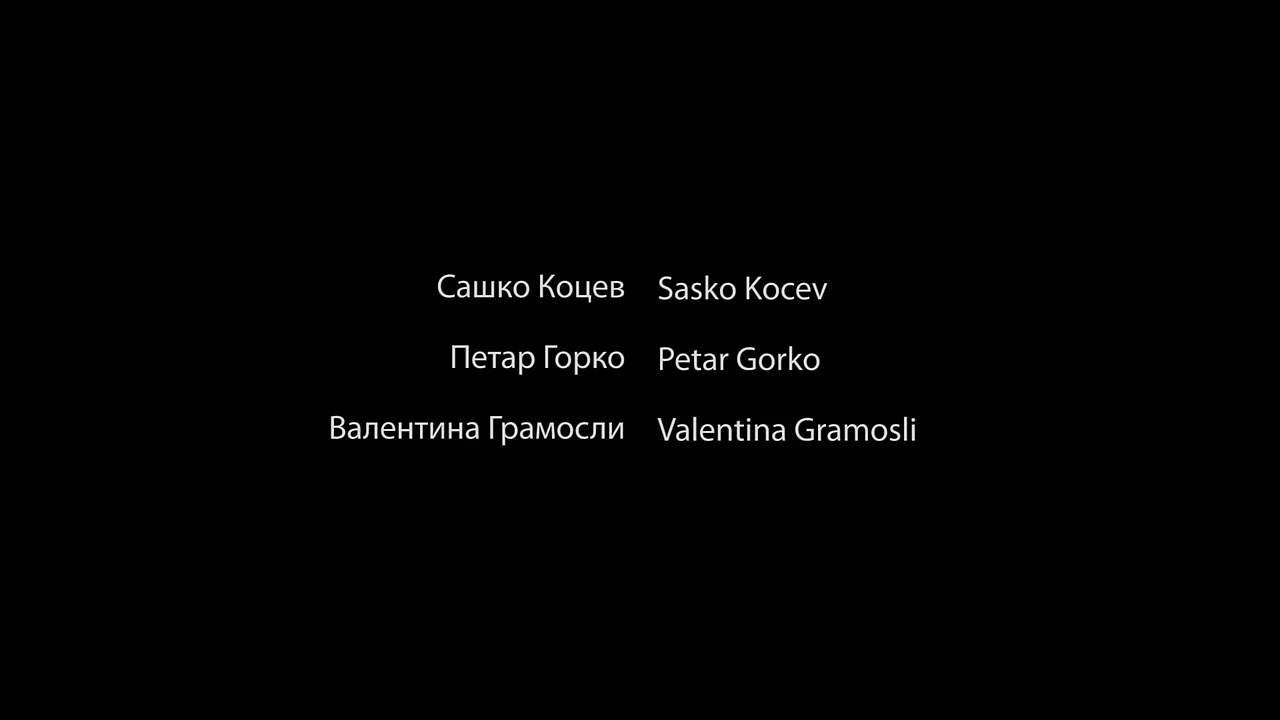 Сашко Коцев Sasko Kocev
Петар Горко Petar Gorko
Валентина Грамосли Valentina Gramosli